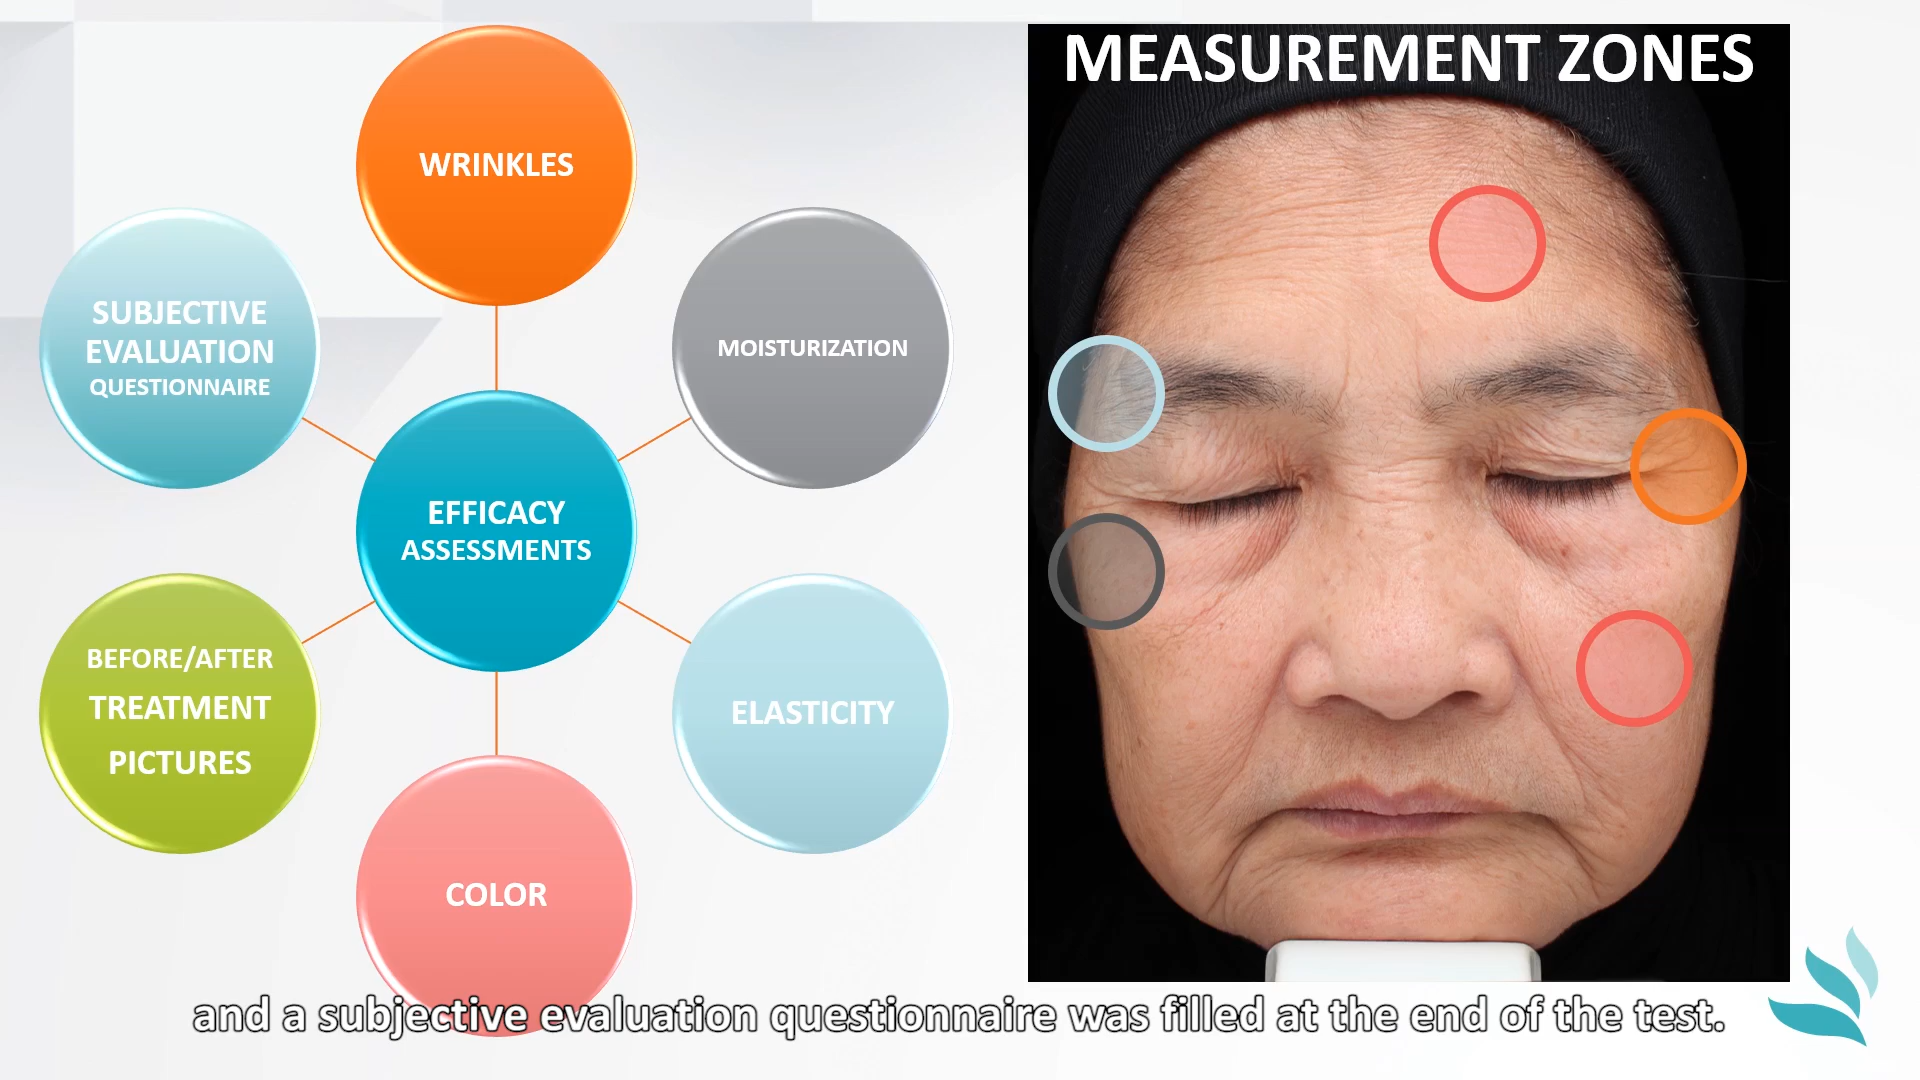 MEASUREMENT ZONES
WRINKLES
SUBJECTIVE
EVALUATION
QUESTIONNAIRE
MOISTURIZATION
EFFICACY
ASSESSMENTS
BEFORE/AFTER
TREATMENT
PICTURES
ELASTICITY
COLOR
and a subjective evaluation questionnaire was filled at the end of the test.